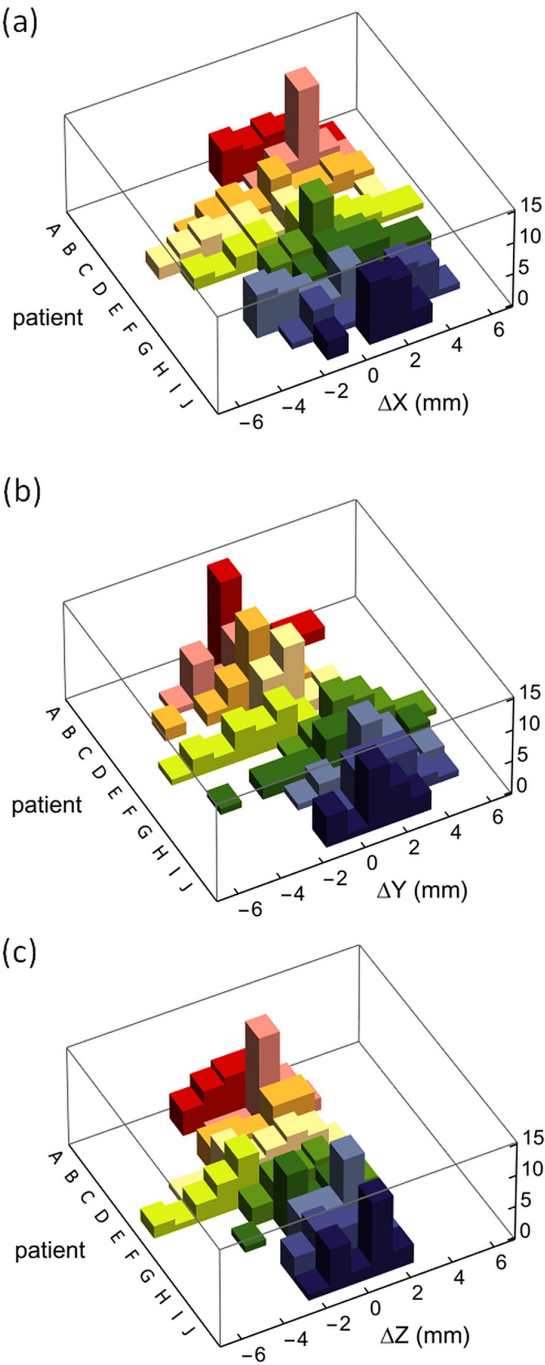 (a)
A
B
C
D
E
F
G
H
I
J
patient
−6
−4
−2
0
2
4
6
ΔX (mm)
15
10
5
0
(b)
A
B
C
D
E
F
G
H
I
J
patient
−6
−4
−2
0
2
4
6
ΔY (mm)
15
10
5
0
(c)
A
B
C
D
E
F
G
H
I
J
patient
−6
−4
−2
0
2
4
6
ΔZ (mm)
15
10
5
0